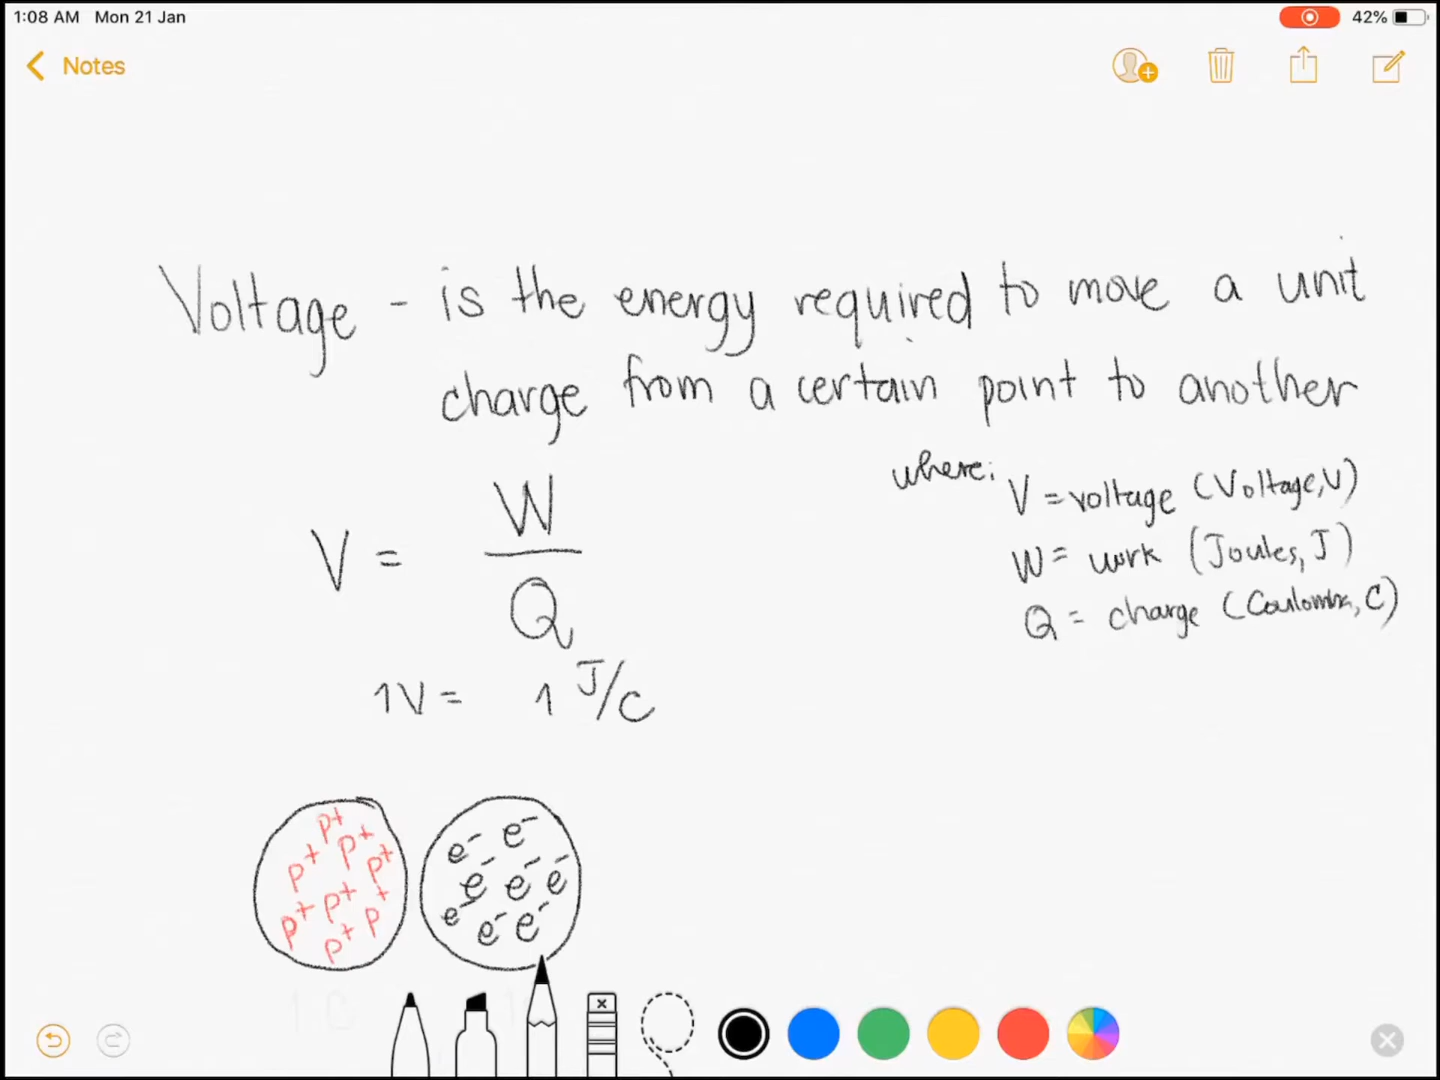 1:08 AM Mon 21 Jan
42%
Notes
Voltage - is the energy required to move a unit
charge from a certain point to another
where:
V = voltage (Voltage, V)
W = work (Joules, J)
Q = charge (Coulombs, C)
V = W
Q
1V = 1 J/C
p+ p+ p+ p+ p+ p+ p+ p+
e- e- e- e- e- e- e- e-
1 C